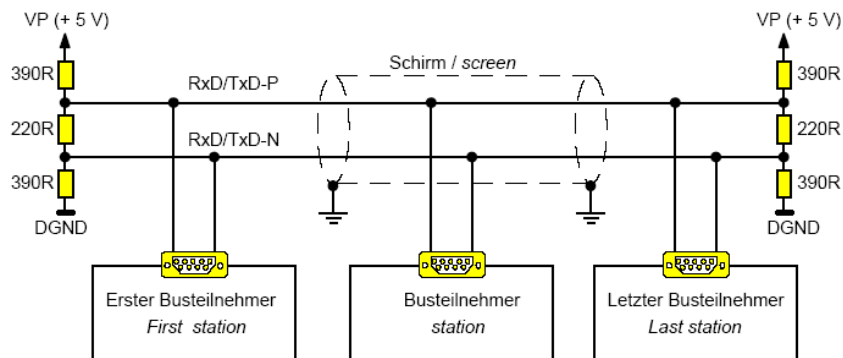 VP (+ 5 V)
VP (+ 5 V)
390R
Schirm / screen
390R
RxD/TxD-P
220R
220R
RxD/TxD-N
390R
390R
DGND
DGND
Erster Busteilnehmer
First station
Busteilnehmer
station
Letzter Busteilnehmer
Last station